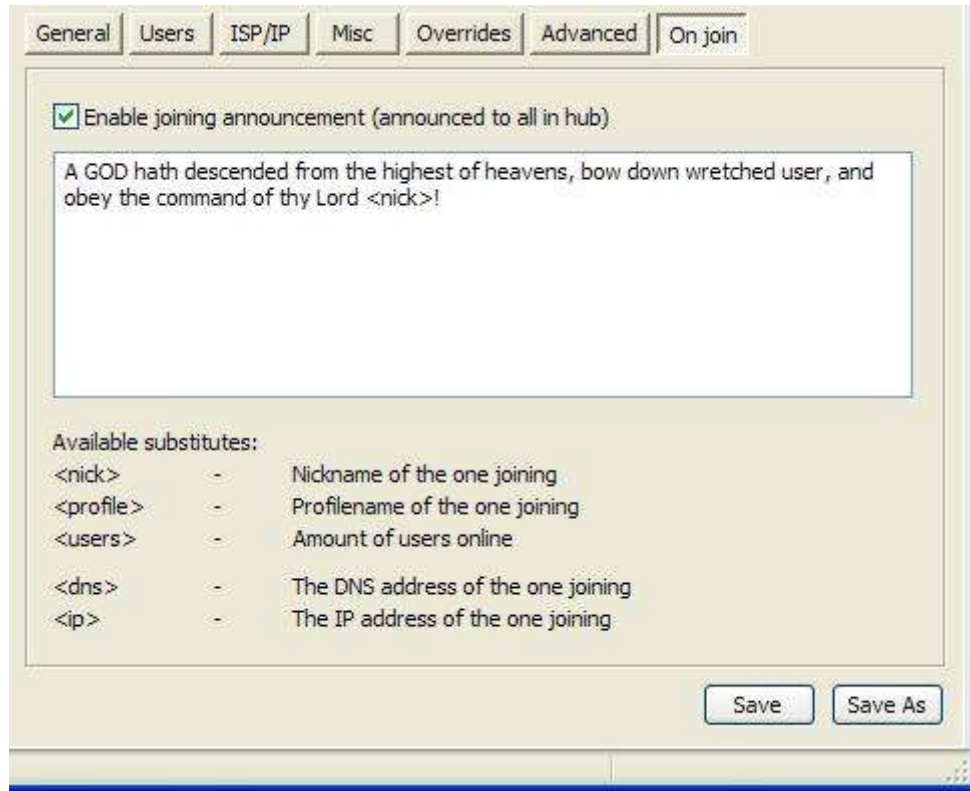 General Users ISP/IP Misc Overrides Advanced On join
Enable joining announcement (announced to all in hub)
A GOD hath descended from the highest of heavens, bow down wretched user, and
obey the command of thy Lord <nick>!
Available substitutes:
<nick> - Nickname of the one joining
<profile> - Profilename of the one joining
<users> - Amount of users online
<dns> - The DNS address of the one joining
<ip> - The IP address of the one joining
Save Save As